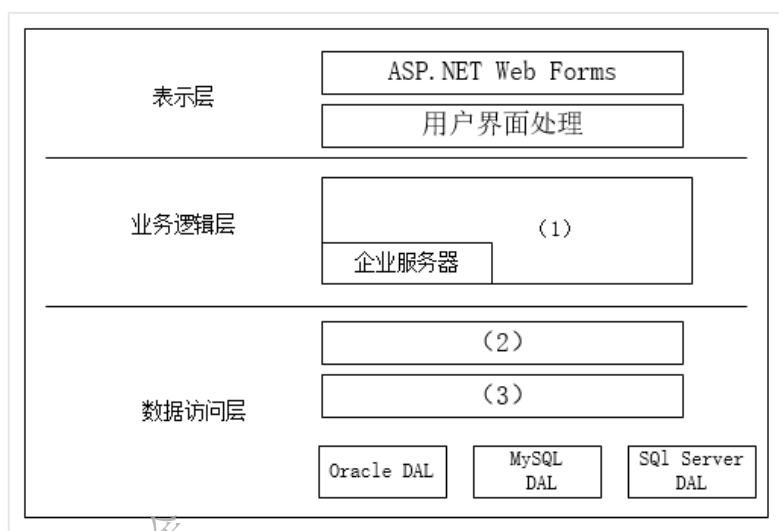 表示层
ASP.NET Web Forms
用户界面处理
业务逻辑层
(1)
企业服务器
数据访问层
(2)
(3)
Oracle DAL
MySQL
DAL
SQl Server
DAL